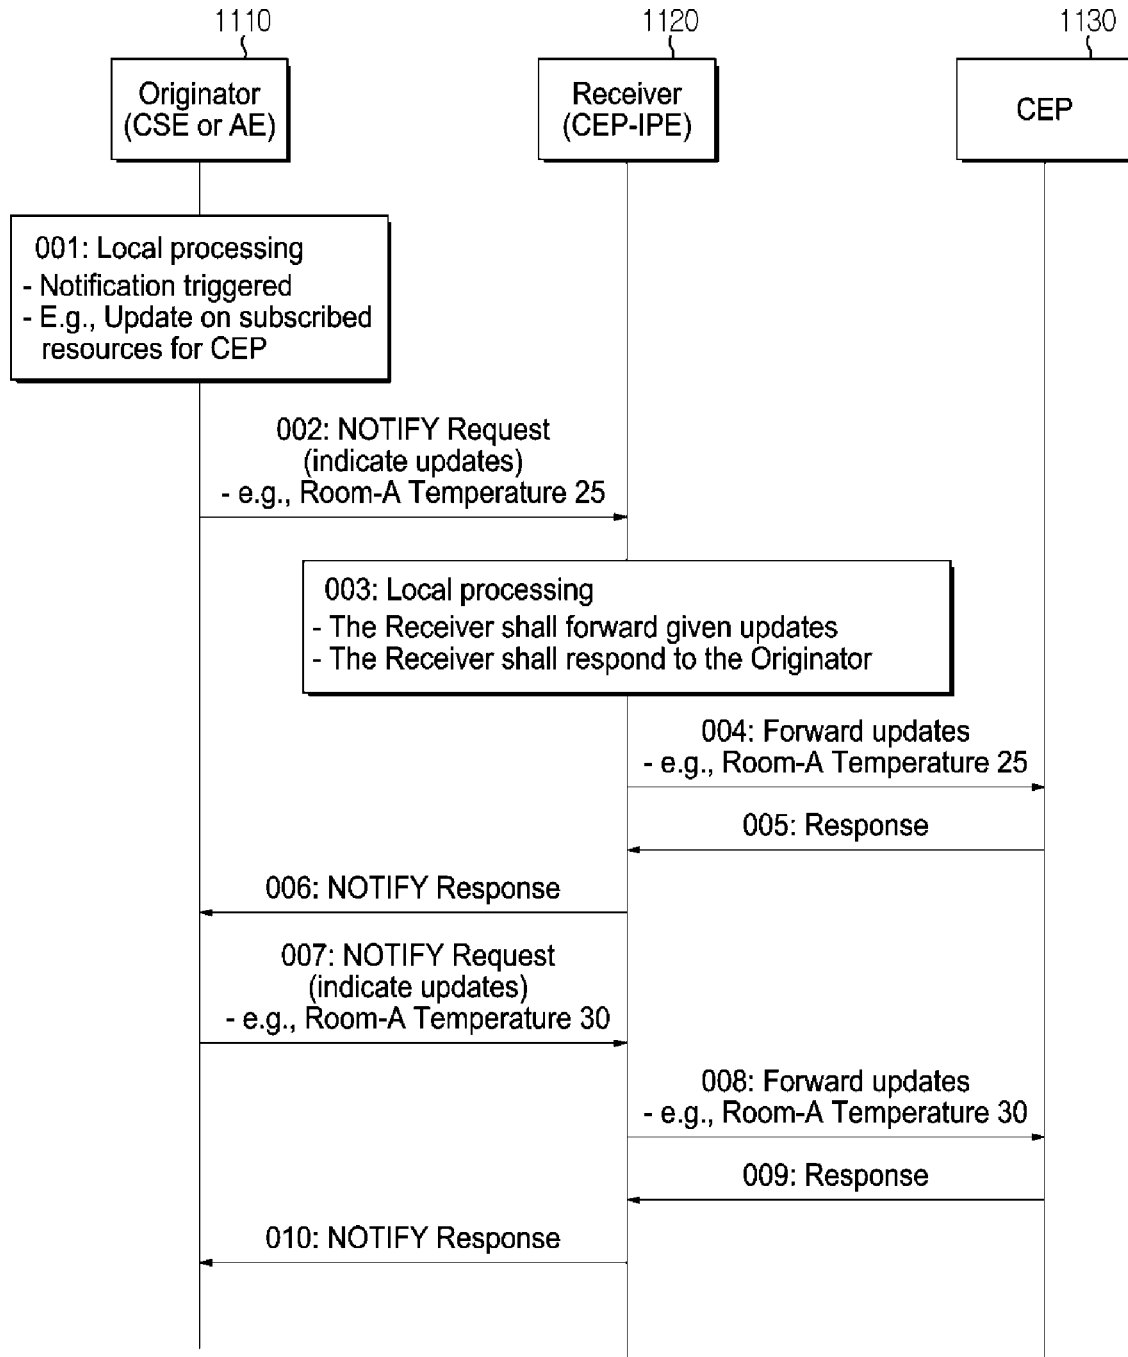 1110
1120
1130
Originator
(CSE or AE)
Receiver
(CEP-IPE)
CEP
001: Local processing
- Notification triggered
- E.g., Update on subscribed
resources for CEP
002: NOTIFY Request
(indicate updates)
- e.g., Room-A Temperature 25
003: Local processing
- The Receiver shall forward given updates
- The Receiver shall respond to the Originator
004: Forward updates
- e.g., Room-A Temperature 25
005: Response
006: NOTIFY Response
007: NOTIFY Request
(indicate updates)
- e.g., Room-A Temperature 30
008: Forward updates
- e.g., Room-A Temperature 30
009: Response
010: NOTIFY Response